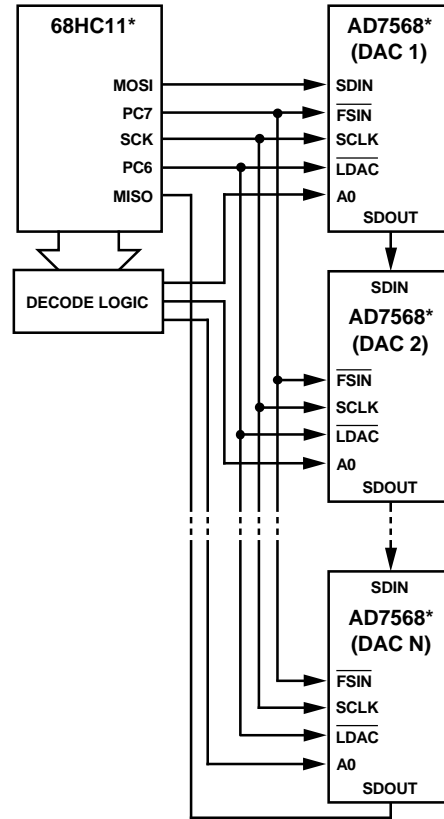 68HC11*
MOSI
PC7
SCK
PC6
MISO
DECODE LOGIC
AD7568*
(DAC 1)
SDIN
FSIN
SCLK
LDAC
A0
SDOUT
SDIN
AD7568*
(DAC 2)
FSIN
SCLK
LDAC
A0
SDOUT
SDIN
AD7568*
(DAC N)
FSIN
SCLK
LDAC
A0
SDOUT